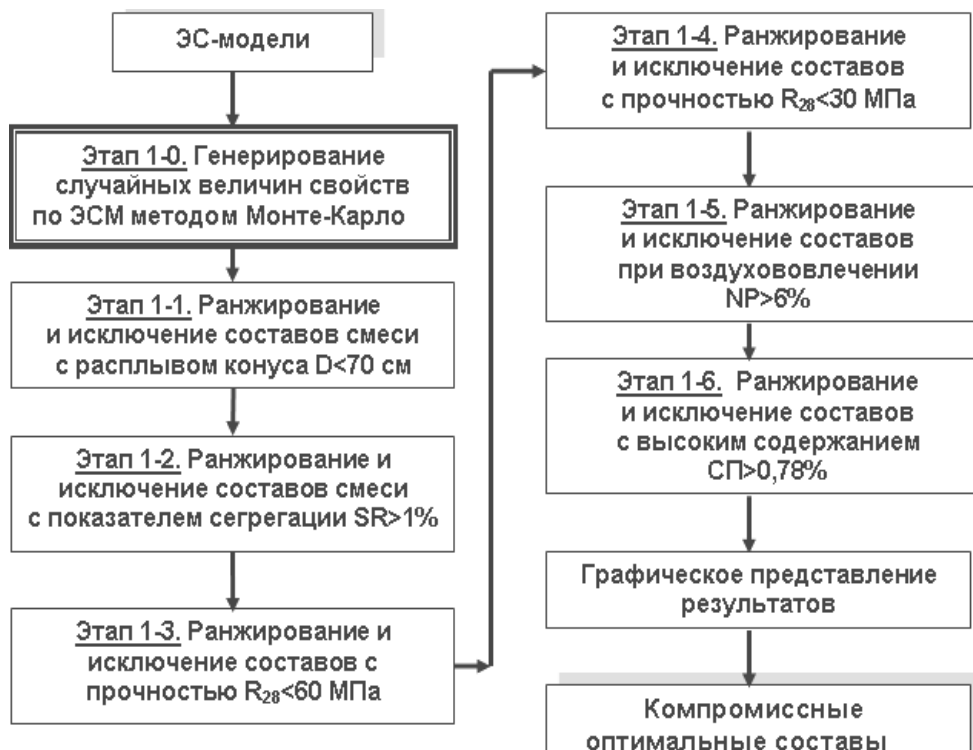 ЭС-модели
Этап 1-0. Генерирование
случайных величин свойств
по ЭСМ методом Монте-Карло
Этап 1-1. Ранжирование
и исключение составов смеси
с расплывом конуса D<70 см
Этап 1-2. Ранжирование и
исключение составов смеси
с показателем сегрегации SR>1%
Этап 1-3. Ранжирование и
исключение составов с
прочностью R₂₈<60 МПа
Этап 1-4. Ранжирование
и исключение составов
с прочностью R₂₈<30 МПа
Этап 1-5. Ранжирование
и исключение составов
при воздухововлечении
NP>6%
Этап 1-6. Ранжирование
и исключение составов
с высоким содержанием
СП>0,78%
Графическое представление
результатов
Компромиссные
оптимальные составы